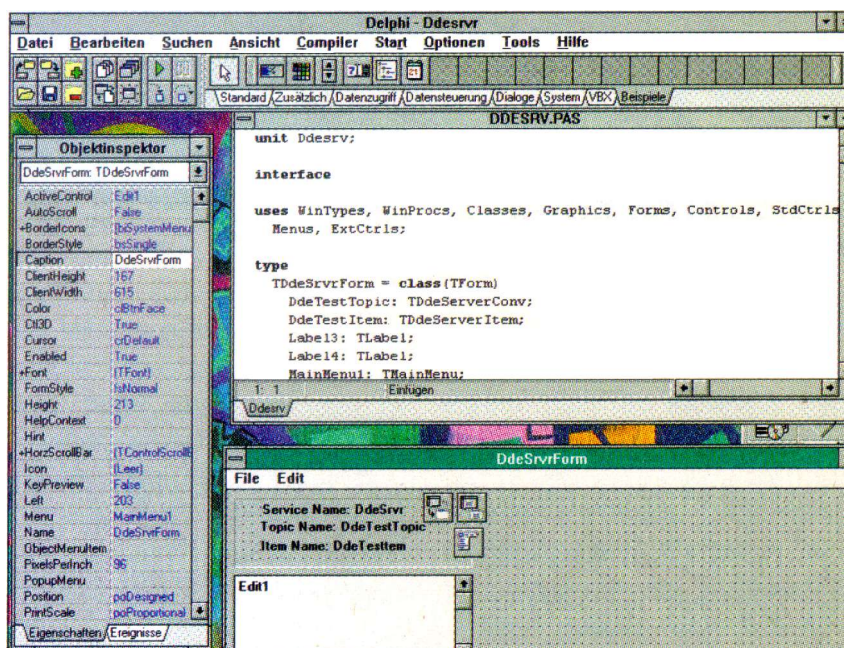 Delphi - Ddesrvr
Datei Bearbeiten Suchen Ansicht Compiler Start Optionen Tools Hilfe
Standard Zusätzlich Datenzugriff Datensteuerung Dialoge System VBX Beispiele
DDESRV.PAS
unit Ddesrv;
interface
uses WinTypes, WinProcs, Classes, Graphics, Forms, Controls, StdCtrls
Menus, ExtCtrls;
type
TDdeSrvrForm = class(TForm)
DdeTestTopic: TDdeServerConv;
DdeTestItem: TDdeServerItem;
Label3: TLabel;
Label4: TLabel;
MainMenu1: TMainMenu;
1: 1 Einfügen
Ddesrv
Objektinspektor
DdeSrvrForm: TDdeSrvrForm
ActiveControl Edit1
AutoScroll False
+BorderIcons [biSystemMenu
BorderStyle bsSingle
Caption DdeSrvrForm
ClientHeight 167
ClientWidth 615
Color clBtnFace
Ctl3D True
Cursor crDefault
Enabled True
+Font (TFont)
FormStyle fsNormal
Height 213
HelpContext 0
Hint
+HorzScrollBar (TControlScrollB
Icon (Leer)
KeyPreview False
Left 203
Menu MainMenu1
Name DdeSrvrForm
ObjectMenuItem
PixelsPerInch 96
PopupMenu
Position poDesigned
PrintScale poProportional
Eigenschaften Ereignisse
DdeSrvrForm
File Edit
Service Name: DdeSrvr
Topic Name: DdeTestTopic
Item Name: DdeTestItem
Edit1